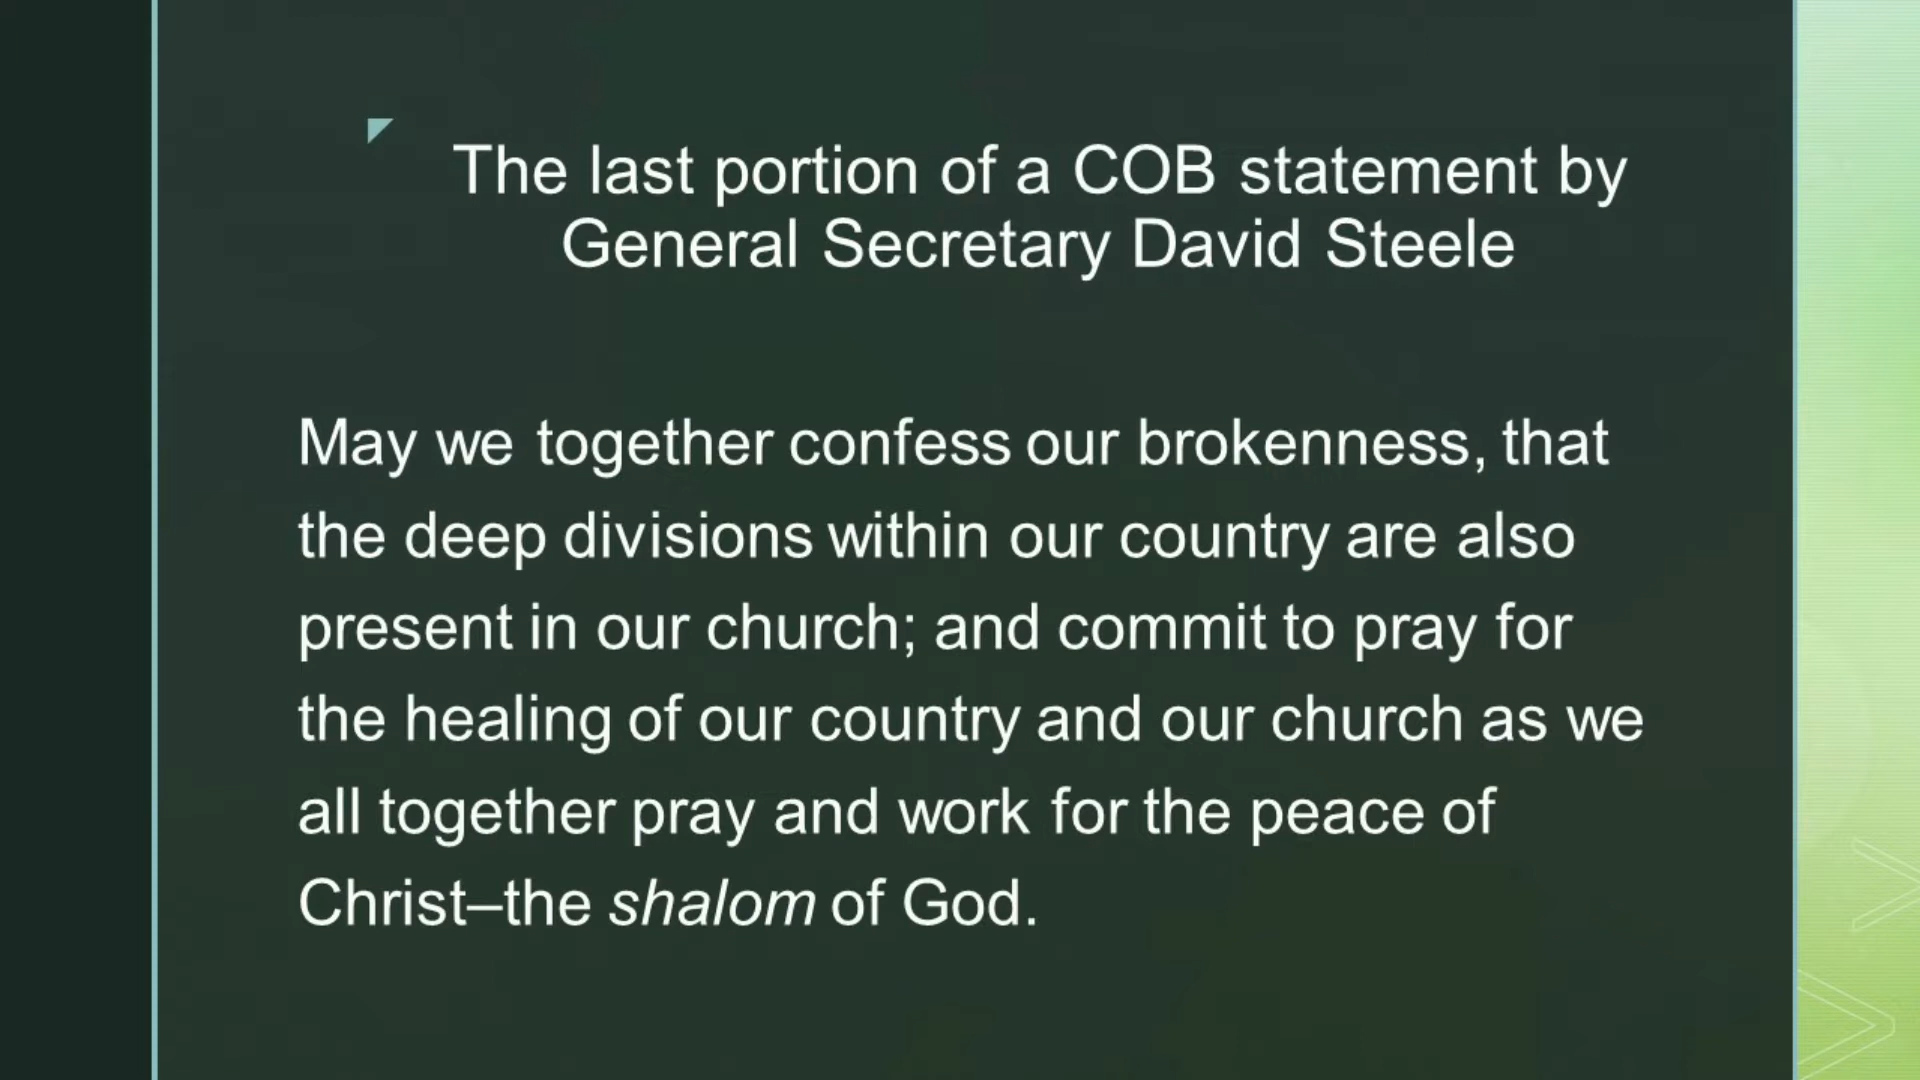 The last portion of a COB statement by
General Secretary David Steele
May we together confess our brokenness, that
the deep divisions within our country are also
present in our church; and commit to pray for
the healing of our country and our church as we
all together pray and work for the peace of
Christ–the shalom of God.